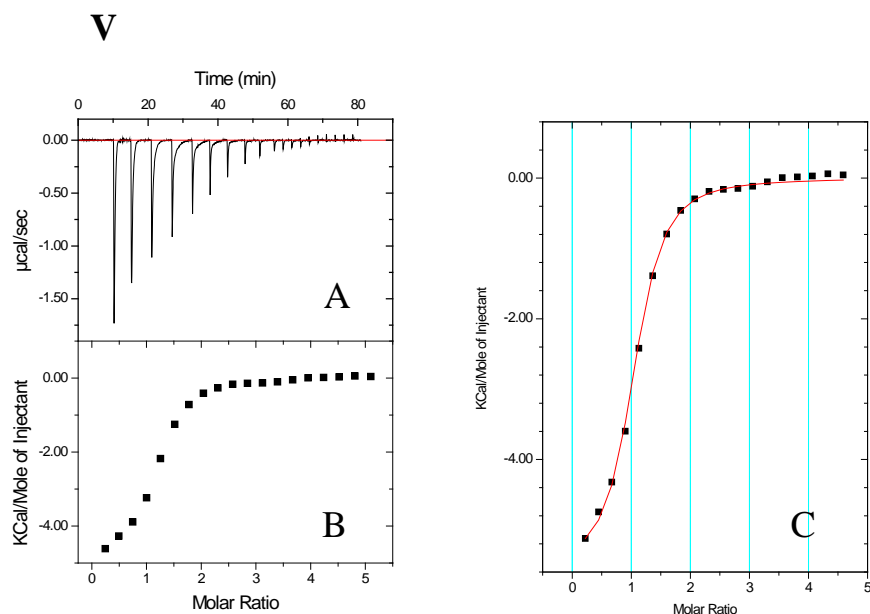 V
Time (min)
0 20 40 60 80
0.00
-0.50
-1.00
-1.50
µcal/sec
A
0.00
-2.00
-4.00
KCal/Mole of Injectant
B
0 1 2 3 4 5
Molar Ratio
0.00
-2.00
-4.00
KCal/Mole of Injectant
C
0 1 2 3 4 5
Molar Ratio